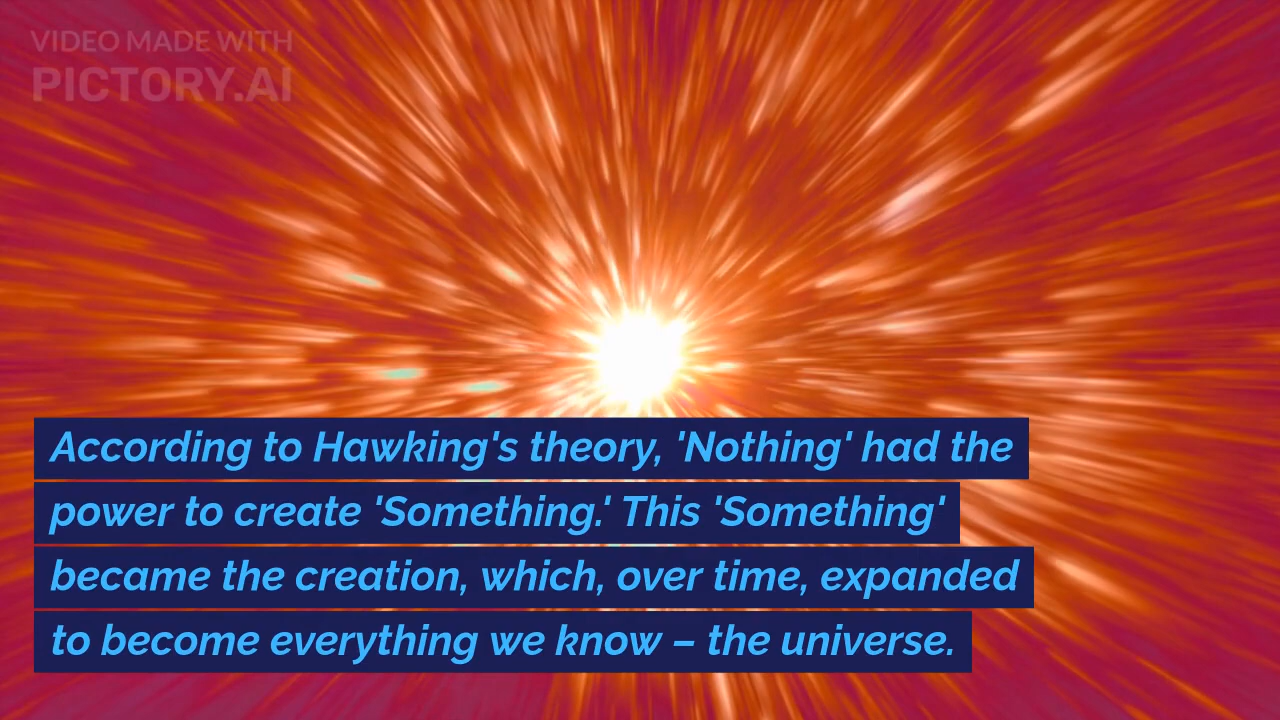 VIDEO MADE WITH
PICTORY.AI
According to Hawking's theory, 'Nothing' had the
power to create 'Something.' This 'Something'
became the creation, which, over time, expanded
to become everything we know – the universe.